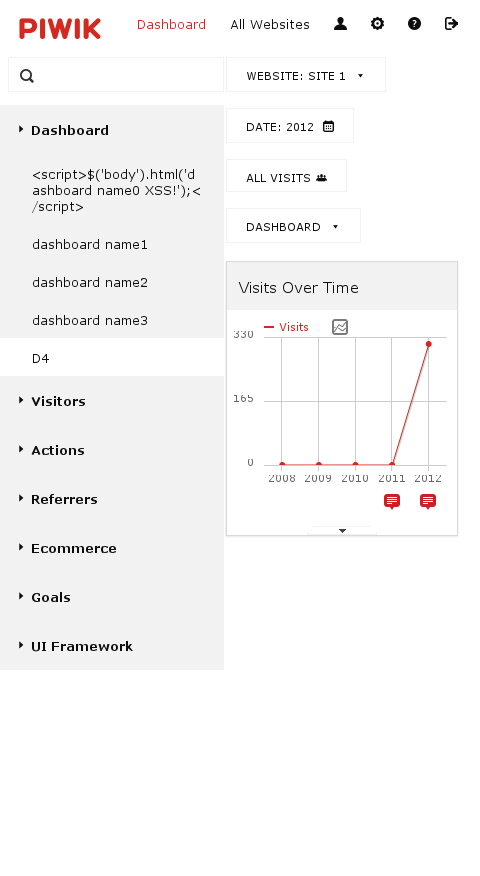 PIWIK Dashboard All Websites
WEBSITE: SITE 1
Dashboard
<script>$('body').html('d
ashboard name0 XSS!');<
/script>
dashboard name1
dashboard name2
dashboard name3
D4
Visitors
Actions
Referrers
Ecommerce
Goals
UI Framework
DATE: 2012
ALL VISITS
DASHBOARD
Visits Over Time
Visits
330
165
0
2008 2009 2010 2011 2012